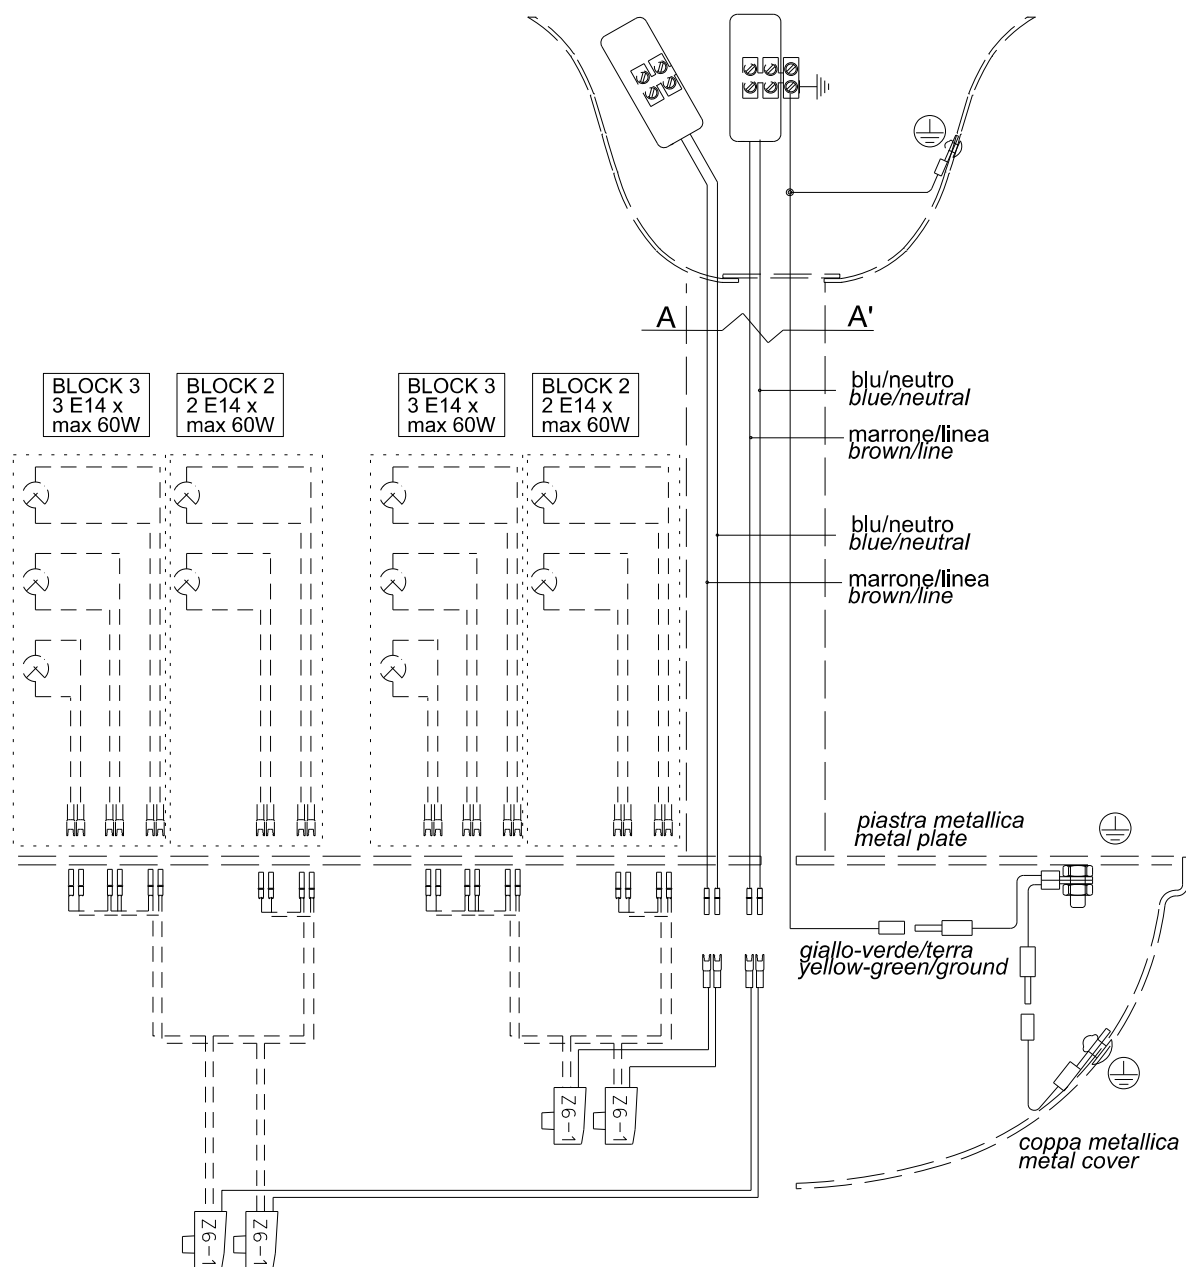 A
A'
blu/neutro
blue/neutral
marrone/linea
brown/line
blu/neutro
blue/neutral
marrone/linea
brown/line
BLOCK 3
3 E14 x
max 60W
BLOCK 2
2 E14 x
max 60W
BLOCK 3
3 E14 x
max 60W
BLOCK 2
2 E14 x
max 60W
piastra metallica
metal plate
giallo-verde/terra
yellow-green/ground
Z6-1
Z6-1
coppa metallica
metal cover
Z6-1
Z6-1